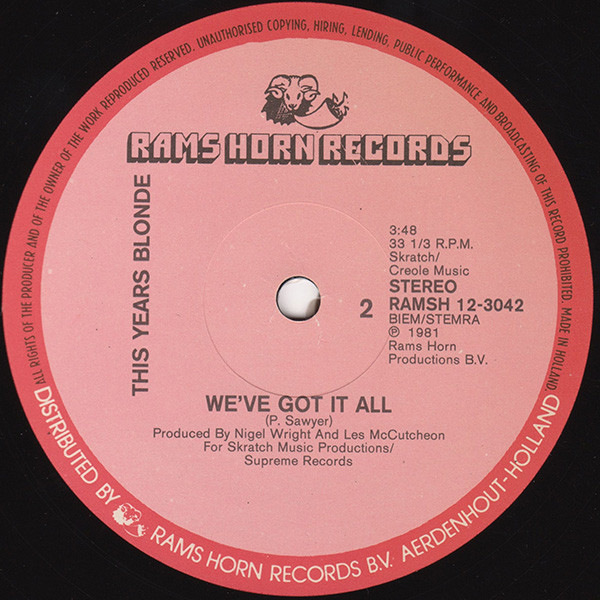 ALL RIGHTS OF THE PRODUCER AND OF THE OWNER OF THE WORK REPRODUCED RESERVED. UNAUTHORISED COPYING, HIRING, LENDING, PUBLIC PERFORMANCE AND BROADCASTING OF THIS RECORD PROHIBITED. MADE IN HOLLAND
RAMS HORN RECORDS
THIS YEARS BLONDE
3:48
33 1/3 R.P.M.
Skratch/
Creole Music
STEREO
2
RAMSH 12-3042
BIEM/STEMRA
℗ 1981
Rams Horn
Productions B.V.
WE'VE GOT IT ALL
(P. Sawyer)
Produced By Nigel Wright And Les McCutcheon
For Skratch Music Productions/
Supreme Records
DISTRIBUTED BY RAMS HORN RECORDS B.V. AERDENHOUT-HOLLAND